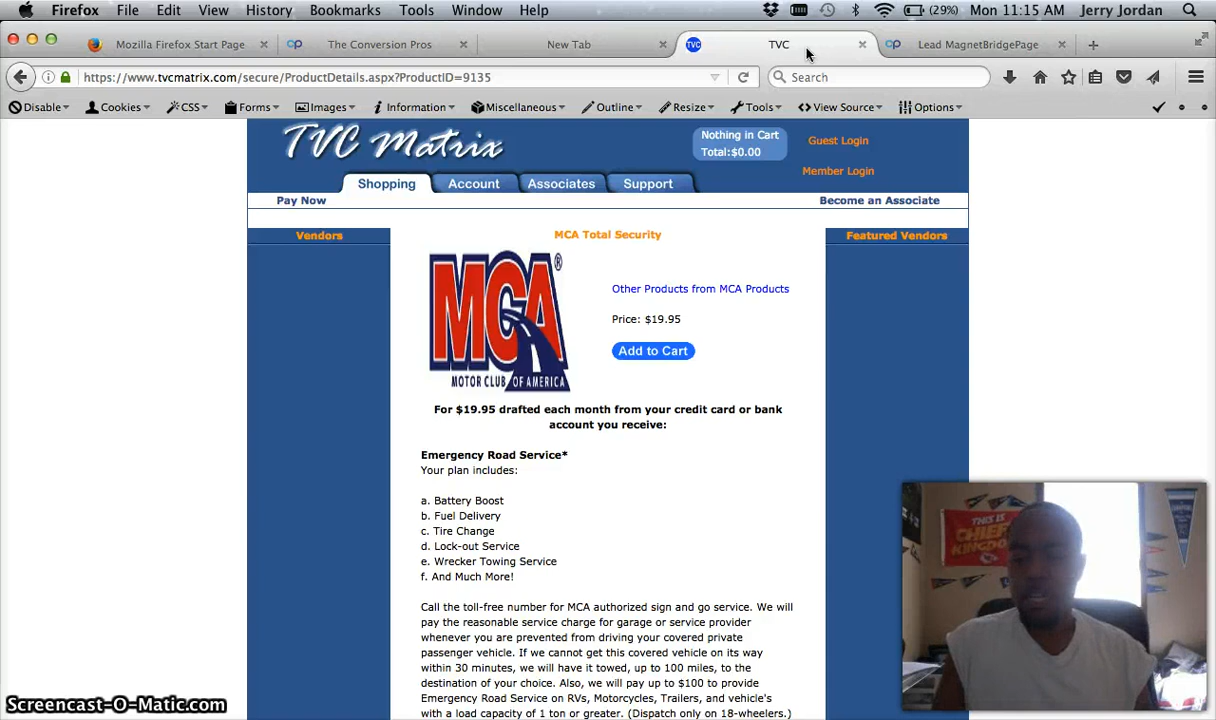 Firefox File Edit View History Bookmarks Tools Window Help (29%) Mon 11:15 AM Jerry Jordan
Mozilla Firefox Start Page The Conversion Pros New Tab TVC TVC Lead MagnetBridgePage
https://www.tvcmatrix.com/secure/ProductDetails.aspx?ProductID=9135 Search
Disable Cookies CSS Forms Images Information Miscellaneous Outline Resize Tools View Source Options
TVC Matrix
Nothing in Cart
Total:$0.00
Guest Login
Member Login
Shopping Account Associates Support
Pay Now Become an Associate
Vendors MCA Total Security Featured Vendors
MCA®
MOTOR CLUB OF AMERICA
Other Products from MCA Products
Price: $19.95
Add to Cart
For $19.95 drafted each month from your credit card or bank
account you receive:
Emergency Road Service*
Your plan includes:
a. Battery Boost
b. Fuel Delivery
c. Tire Change
d. Lock-out Service
e. Wrecker Towing Service
f. And Much More!
Call the toll-free number for MCA authorized sign and go service. We will
pay the reasonable service charge for garage or service provider
whenever you are prevented from driving your covered private
passenger vehicle. If we cannot get this covered vehicle on its way
within 30 minutes, we will have it towed, up to 100 miles, to the
destination of your choice. Also, we will pay up to $100 to provide
Emergency Road Service on RVs, Motorcycles, Trailers, and vehicle's
with a load capacity of 1 ton or greater. (Dispatch only on 18-wheelers.)
THIS IS
CHIEFS
KINGDOM
Screencast-O-Matic.com